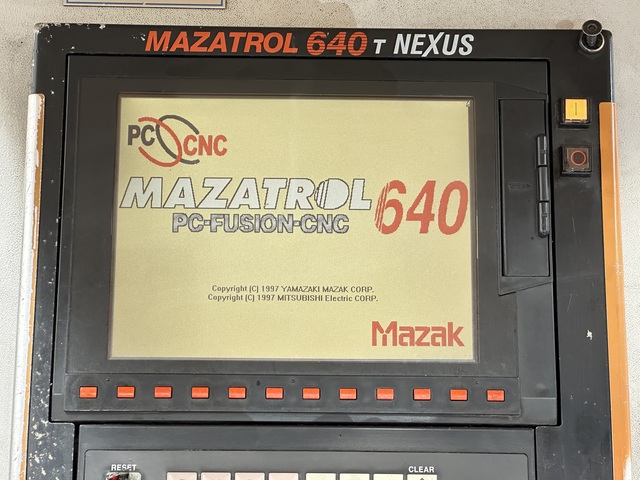 MAZATROL 640 T NEXUS
PC CNC
MAZATROL 640
PC-FUSION-CNC
Copyright (C) 1997 YAMAZAKI MAZAK CORP.
Copyright (C) 1997 MITSUBISHI Electric CORP.
Mazak
RESET
CLEAR